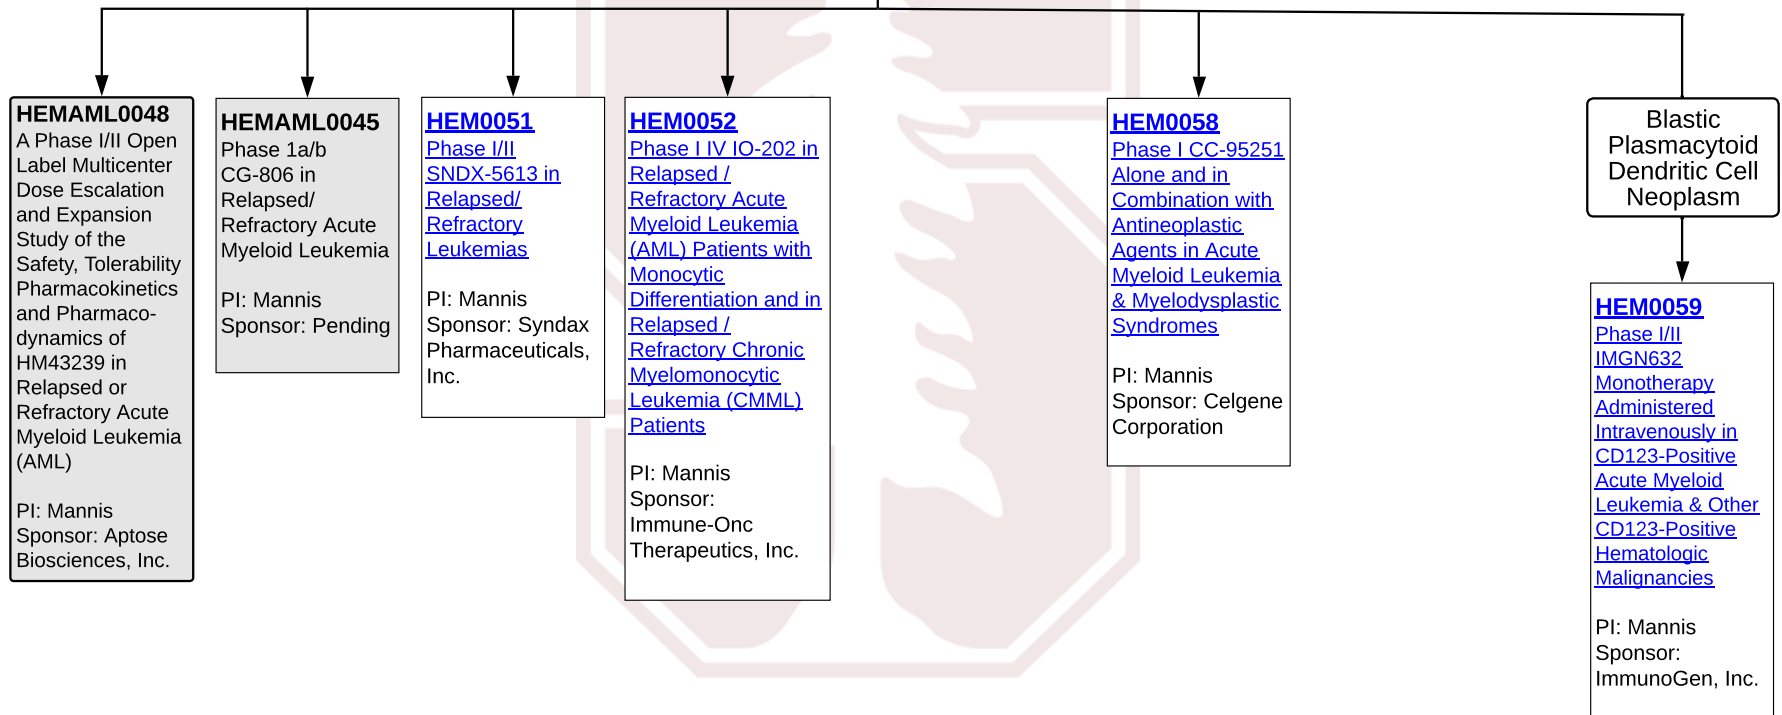 HEMAML0048
A Phase I/II Open
Label Multicenter
Dose Escalation
and Expansion
Study of the
Safety, Tolerability
Pharmacokinetics
and Pharmaco-
dynamics of
HM43239 in
Relapsed or
Refractory Acute
Myeloid Leukemia
(AML)
PI: Mannis
Sponsor: Aptose
Biosciences, Inc.
HEMAML0045
Phase 1a/b
CG-806 in
Relapsed/
Refractory Acute
Myeloid Leukemia
PI: Mannis
Sponsor: Pending
HEM0051
Phase I/II
SNDX-5613 in
Relapsed/
Refractory
Leukemias
PI: Mannis
Sponsor: Syndax
Pharmaceuticals,
Inc.
HEM0052
Phase I IV IO-202 in
Relapsed /
Refractory Acute
Myeloid Leukemia
(AML) Patients with
Monocytic
Differentiation and in
Relapsed /
Refractory Chronic
Myelomonocytic
Leukemia (CMML)
Patients
PI: Mannis
Sponsor:
Immune-Onc
Therapeutics, Inc.
HEM0058
Phase I CC-95251
Alone and in
Combination with
Antineoplastic
Agents in Acute
Myeloid Leukemia
& Myelodysplastic
Syndromes
PI: Mannis
Sponsor: Celgene
Corporation
Blastic
Plasmacytoid
Dendritic Cell
Neoplasm
HEM0059
Phase I/II
IMGN632
Monotherapy
Administered
Intravenously in
CD123-Positive
Acute Myeloid
Leukemia & Other
CD123-Positive
Hematologic
Malignancies
PI: Mannis
Sponsor:
ImmunoGen, Inc.